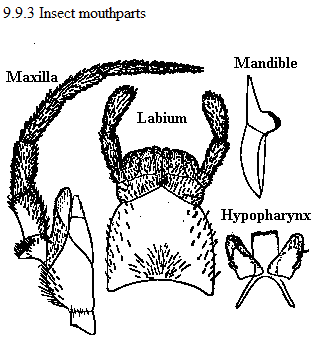 9.9.3 Insect mouthparts
Maxilla
Mandible
Labium
Hypopharynx